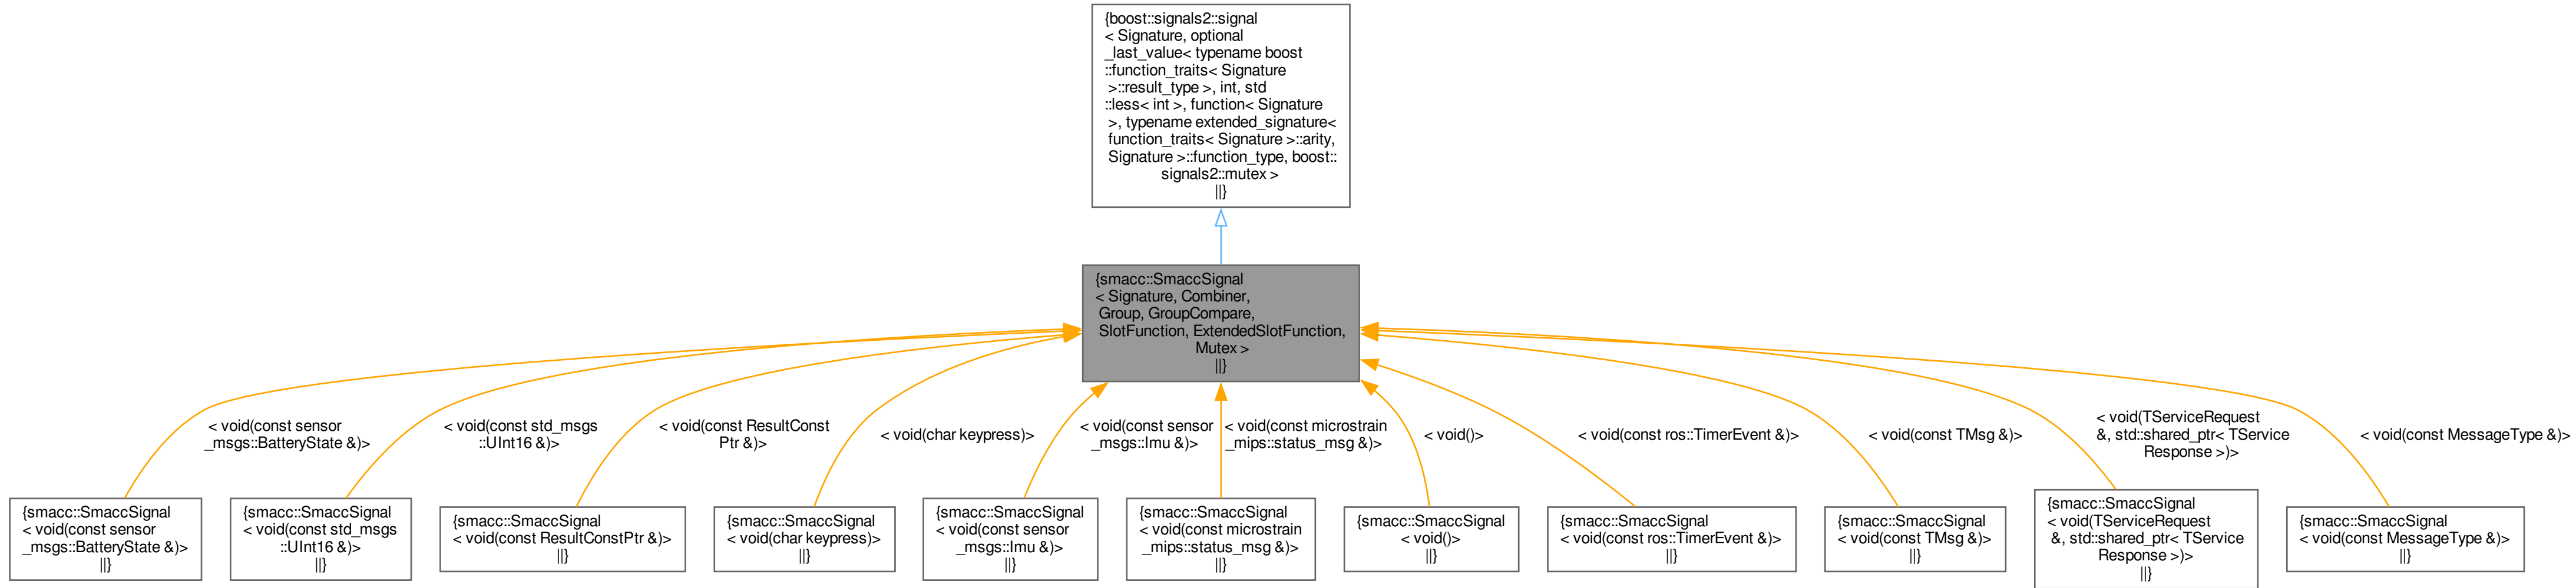 {boost::signals2::signal
< Signature, optional
_last_value< typename boost
::function_traits< Signature
>::result_type >, int, std
::less< int >, function< Signature
>, typename extended_signature<
function_traits< Signature >::arity,
Signature >::function_type, boost::
signals2::mutex >
||}
{smacc::SmaccSignal
< Signature, Combiner,
Group, GroupCompare,
SlotFunction, ExtendedSlotFunction,
Mutex >
||}
< void(const sensor
_msgs::BatteryState &)>
< void(const std_msgs
::UInt16 &)>
< void(const ResultConst
Ptr &)>
< void(char keypress)>
< void(const sensor
_msgs::Imu &)>
< void(const microstrain
_mips::status_msg &)>
< void()>
< void(const ros::TimerEvent &)>
< void(const TMsg &)>
< void(TServiceRequest
&, std::shared_ptr< TService
Response >)>
< void(const MessageType &)>
{smacc::SmaccSignal
< void(const sensor
_msgs::BatteryState &)>
||}
{smacc::SmaccSignal
< void(const std_msgs
::UInt16 &)>
||}
{smacc::SmaccSignal
< void(const ResultConstPtr &)>
||}
{smacc::SmaccSignal
< void(char keypress)>
||}
{smacc::SmaccSignal
< void(const sensor
_msgs::Imu &)>
||}
{smacc::SmaccSignal
< void(const microstrain
_mips::status_msg &)>
||}
{smacc::SmaccSignal
< void()>
||}
{smacc::SmaccSignal
< void(const ros::TimerEvent &)>
||}
{smacc::SmaccSignal
< void(const TMsg &)>
||}
{smacc::SmaccSignal
< void(TServiceRequest
&, std::shared_ptr< TService
Response >)>
||}
{smacc::SmaccSignal
< void(const MessageType &)>
||}